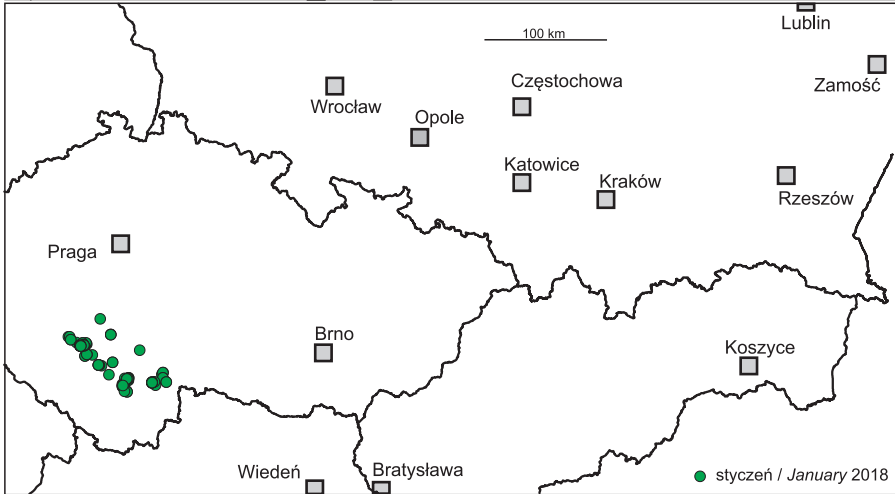 Lublin
100 km
Zamość
Częstochowa
Wrocław
Opole
Katowice
Kraków
Rzeszów
Praga
Brno
Koszyce
Wiedeń
Bratysława
styczeń / January 2018